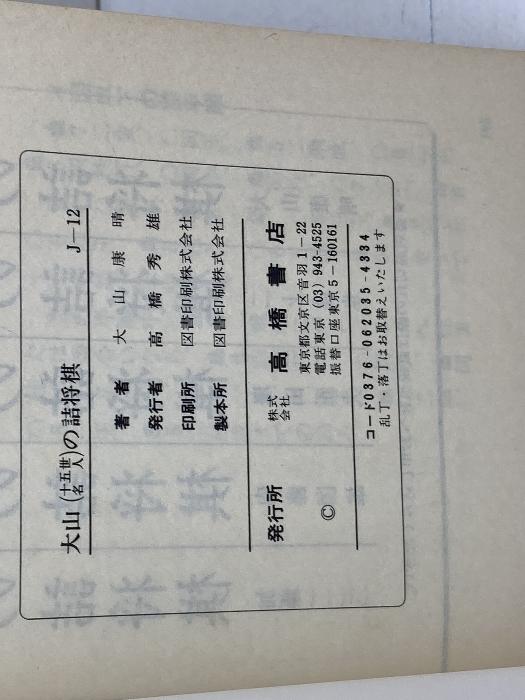 大山(十五世名人)の詰将棋 J―12
著者 大山康晴
発行者 高橋秀雄
印刷所 図書印刷株式会社
製本所 図書印刷株式会社
発行所 株式会社 高橋書店
東京都文京区音羽1―22
電話東京(03)943-4525
振替口座東京5―160161
©
コード0376-062035-4334
乱丁・落丁はお取替えいたします